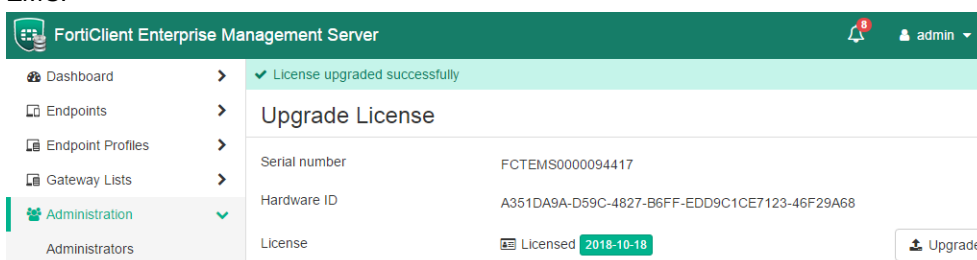 FortiClient Enterprise Management Server
8
admin
Dashboard
License upgraded successfully
Endpoints
Upgrade License
Endpoint Profiles
Serial number FCTEMS0000094417
Gateway Lists
Hardware ID A351DA9A-D59C-4827-B6FF-EDD9C1CE7123-46F29A68
Administration
License Licensed 2018-10-18 Upgrade
Administrators